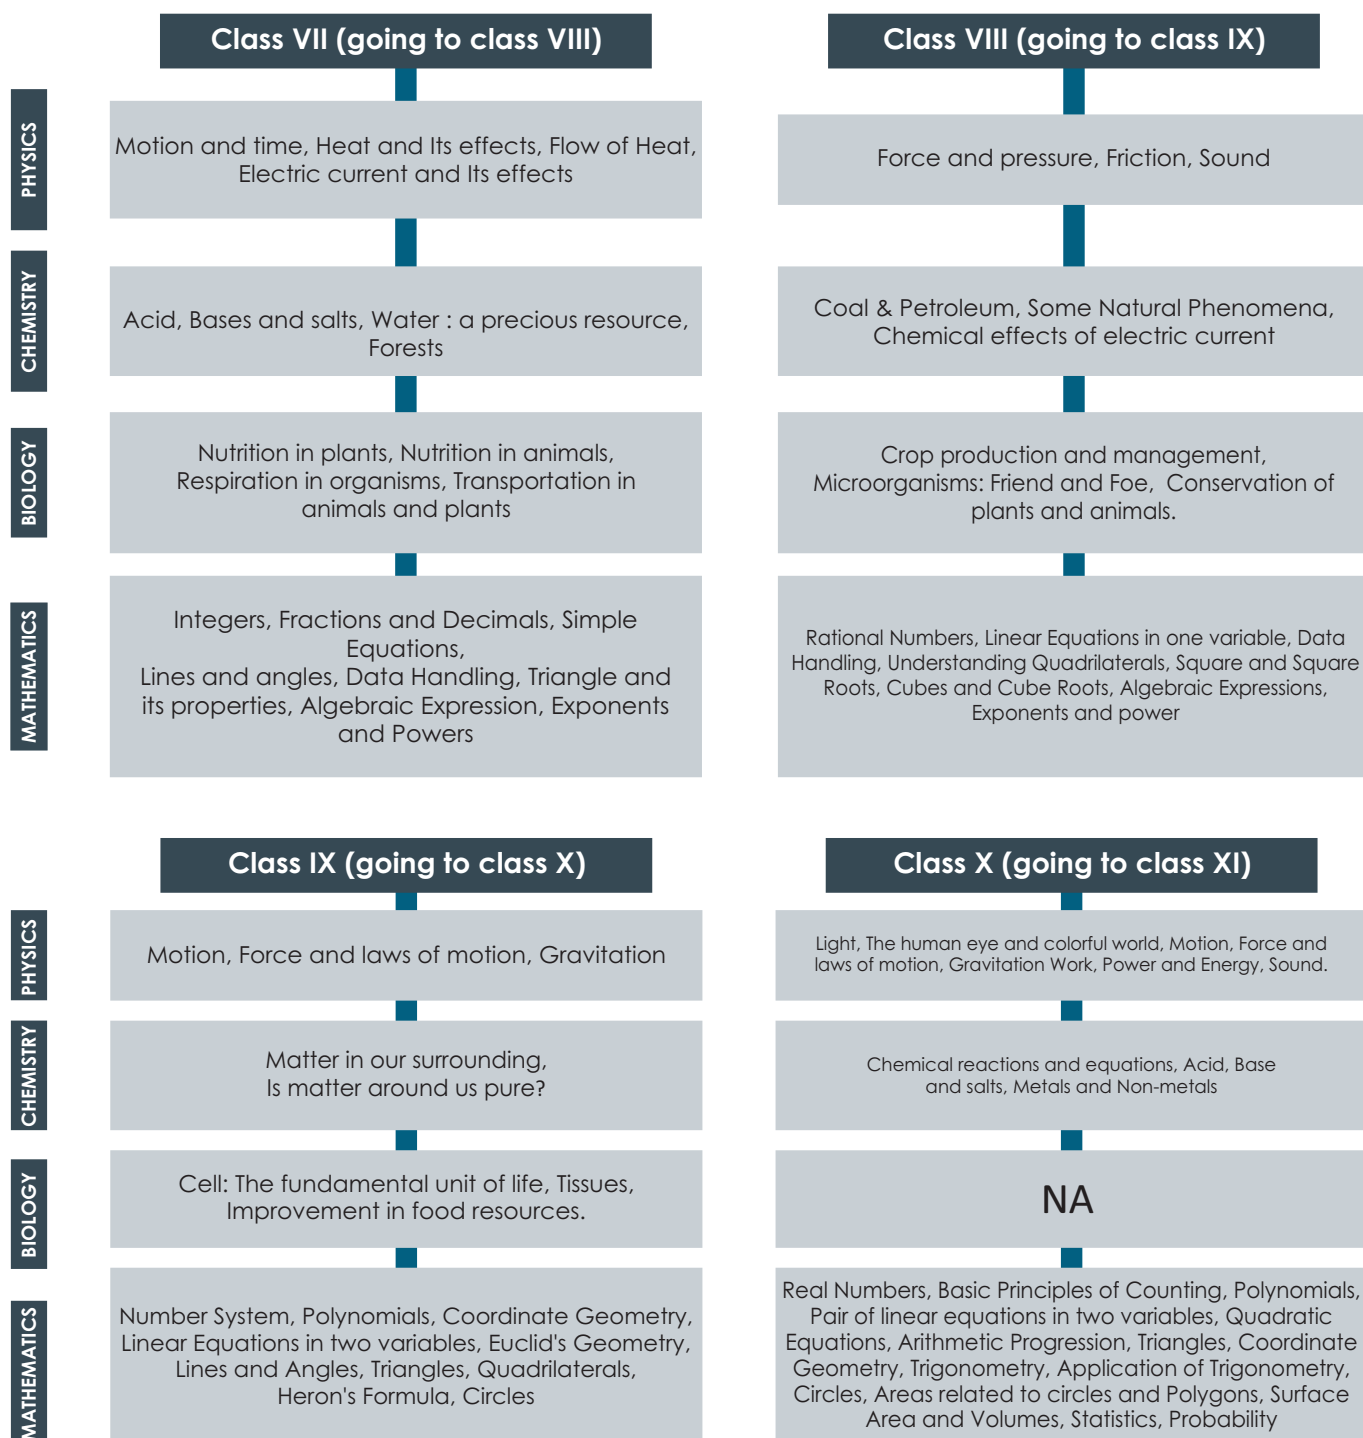 Class VII (going to class VIII)
PHYSICS
Motion and time, Heat and Its effects, Flow of Heat,
Electric current and Its effects
CHEMISTRY
Acid, Bases and salts, Water : a precious resource,
Forests
BIOLOGY
Nutrition in plants, Nutrition in animals,
Respiration in organisms, Transportation in
animals and plants
MATHEMATICS
Integers, Fractions and Decimals, Simple
Equations,
Lines and angles, Data Handling, Triangle and
its properties, Algebraic Expression, Exponents
and Powers
Class VIII (going to class IX)
Force and pressure, Friction, Sound
Coal & Petroleum, Some Natural Phenomena,
Chemical effects of electric current
Crop production and management,
Microorganisms: Friend and Foe, Conservation of
plants and animals.
Rational Numbers, Linear Equations in one variable, Data
Handling, Understanding Quadrilaterals, Square and Square
Roots, Cubes and Cube Roots, Algebraic Expressions,
Exponents and power
Class IX (going to class X)
PHYSICS
Motion, Force and laws of motion, Gravitation
CHEMISTRY
Matter in our surrounding,
Is matter around us pure?
BIOLOGY
Cell: The fundamental unit of life, Tissues,
Improvement in food resources.
MATHEMATICS
Number System, Polynomials, Coordinate Geometry,
Linear Equations in two variables, Euclid's Geometry,
Lines and Angles, Triangles, Quadrilaterals,
Heron's Formula, Circles
Class X (going to class XI)
Light, The human eye and colorful world, Motion, Force and
laws of motion, Gravitation Work, Power and Energy, Sound.
Chemical reactions and equations, Acid, Base
and salts, Metals and Non-metals
NA
Real Numbers, Basic Principles of Counting, Polynomials,
Pair of linear equations in two variables, Quadratic
Equations, Arithmetic Progression, Triangles, Coordinate
Geometry, Trigonometry, Application of Trigonometry,
Circles, Areas related to circles and Polygons, Surface
Area and Volumes, Statistics, Probability